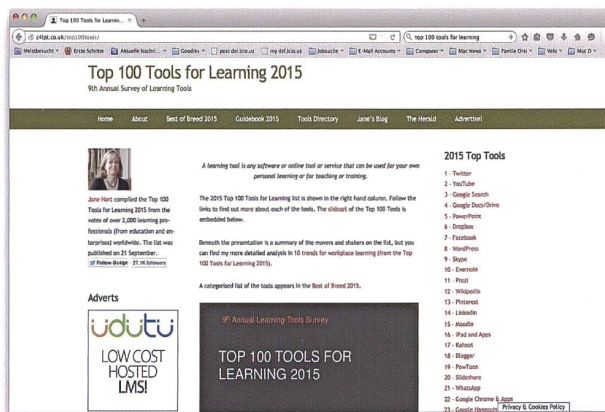 Top 100 Tools for Learnin...
c4lpt.co.uk/top100tools/
top 100 tools for learning
Meistbesucht
Erste Schritte
Aktuelle Nachri...
Goodies
post del.icio.us
my del.icio.us
Jobsuche
E-Mail Accounts
Computer
Mac News
Famile Orsi
Velo
Mac D
Top 100 Tools for Learning 2015
9th Annual Survey of Learning Tools
Home About Best of Breed 2015 Guidebook 2015 Tools Directory Jane's Blog The Herald Advertise!
Jane Hart compiled the Top 100
Tools for Learning 2015 from the
votes of over 2,000 learning pro-
fessionals (from education and en-
terprises) worldwide. The list was
published on 21 September.
Follow @c4lpt 27.1K followers
Adverts
udutu
LOW COST
HOSTED
LMS!
A learning tool is any software or online tool or service that can be used for your own
personal learning or for teaching or training.
The 2015 Top 100 Tools for Learning list is shown in the right hand column. Follow the
links to find out more about each of the tools. The slideset of the Top 100 Tools is
embedded below.
Beneath the presentation is a summary of the movers and shakers on the list, but you
can find my more detailed analysis in 10 trends for workplace learning (from the Top
100 Tools for Learning 2015).
A categorised list of the tools appears in the Best of Breed 2015.
9th Annual Learning Tools Survey
TOP 100 TOOLS FOR
LEARNING 2015
2015 Top Tools
1 - Twitter
2 - YouTube
3 - Google Search
4 - Google Docs/Drive
5 - PowerPoint
6 - Dropbox
7 - Facebook
8 - WordPress
9 - Skype
10 - Evernote
11 - Prezi
12 - Wikipedia
13 - Pinterest
14 - LinkedIn
15 - Moodle
16 - iPad and Apps
17 - Kahoot
18 - Blogger
19 - PowToon
20 - Slideshare
21 - WhatsApp
22 - Google Chrome & Apps
23 - Google
Privacy & Cookies Policy